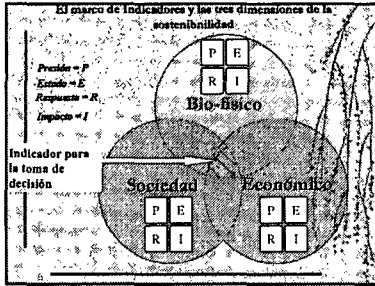 El marco de Indicadores y las tres dimensiones de la
sostenibilidad
Presión = P
Estado = E
Respuesta = R
Impacto = I
P E
R I
Bio-físico
Indicador para
la toma de
decisión
Sociedad
Económico
P E
R I
P E
R I